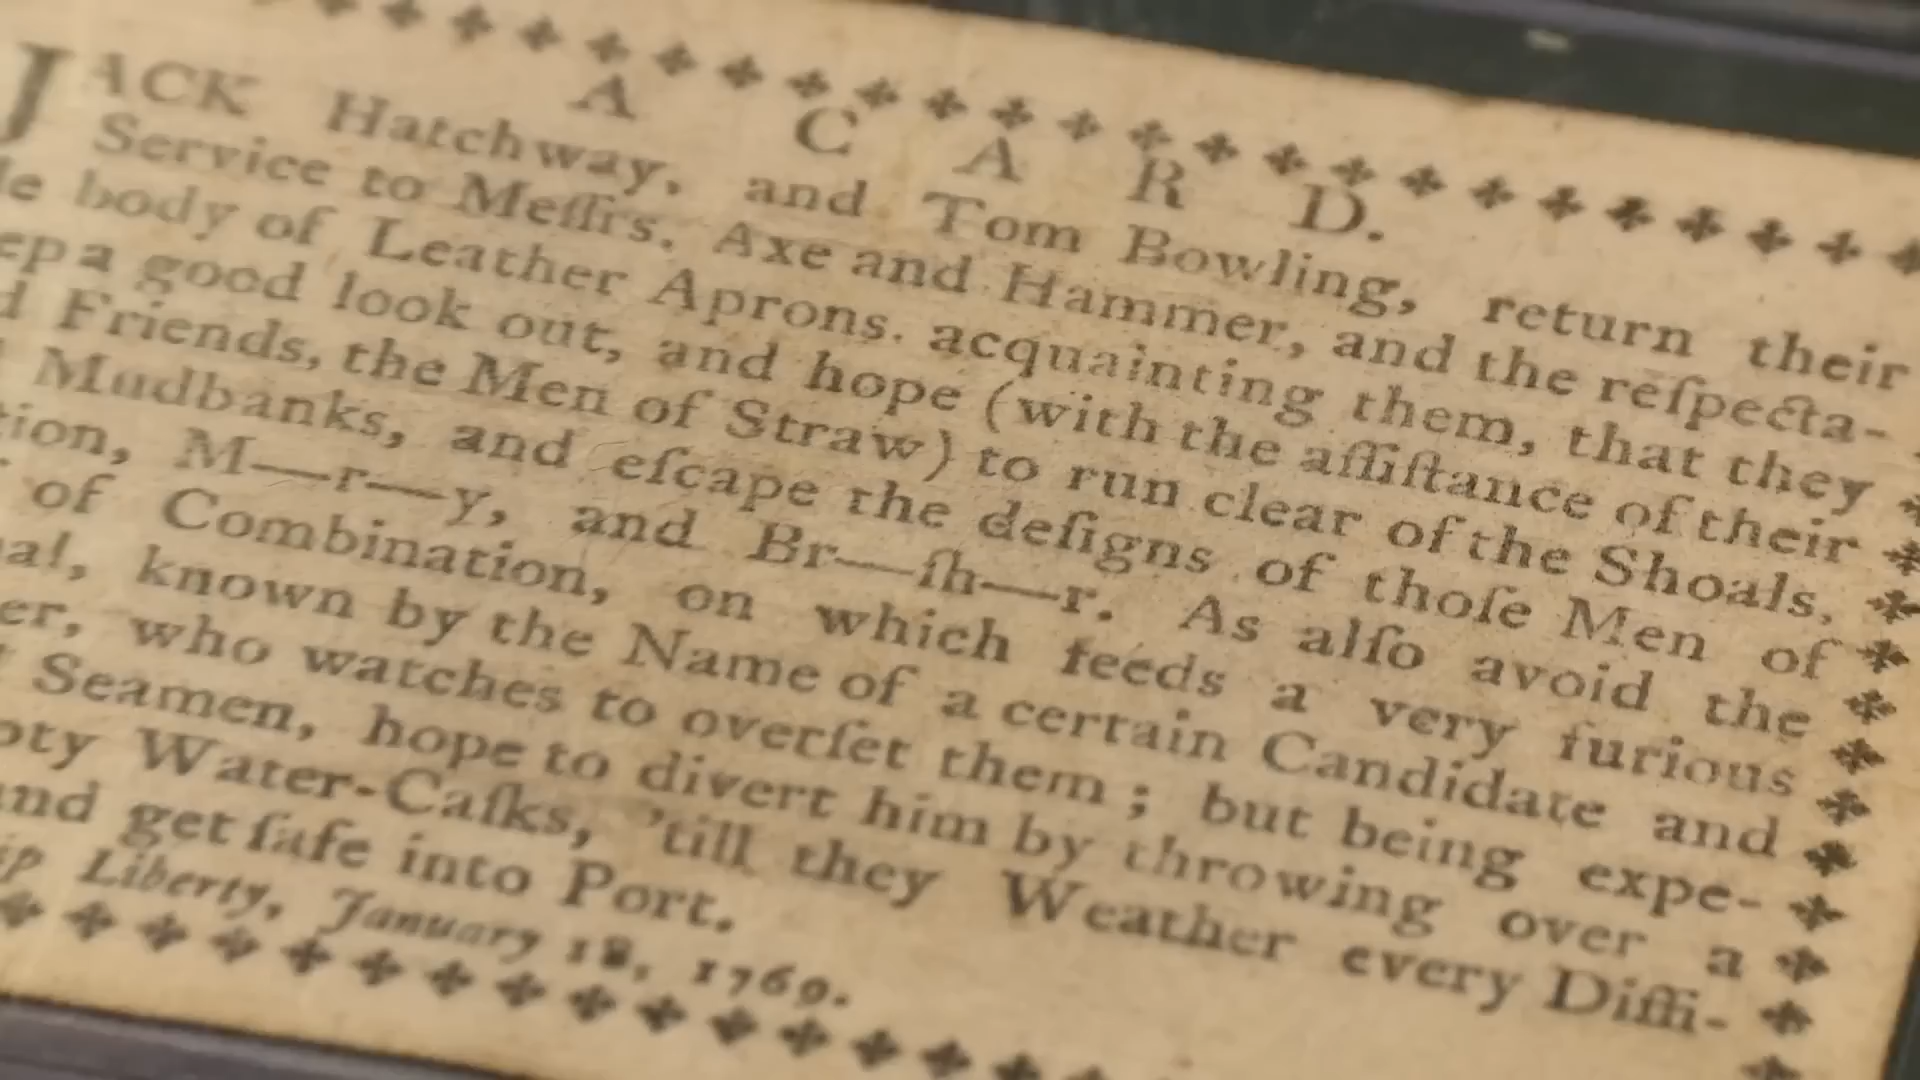 A CARD.
JACK Hatchway, and Tom Bowling, return their
Service to Meſſirs. Axe and Hammer, and the reſpecta-
le body of Leather Aprons. acquainting them, that they
ep a good look out, and hope (with the aſſiſtance of their
d Friends, the Men of Straw) to run clear of the Shoals,
Mudbanks, and eſcape the deſigns of thoſe Men of
tion, M—r—y, and Br—ſh—r. As alſo avoid the
of Combination, on which feeds a very furious
al, known by the Name of a certain Candidate and
er, who watches to overſet them ; but being expe-
Seamen, hope to divert him by throwing over a
pty Water-Caſks, 'till they Weather every Diffi-
and get ſafe into Port.
ip Liberty, January 18, 1769.